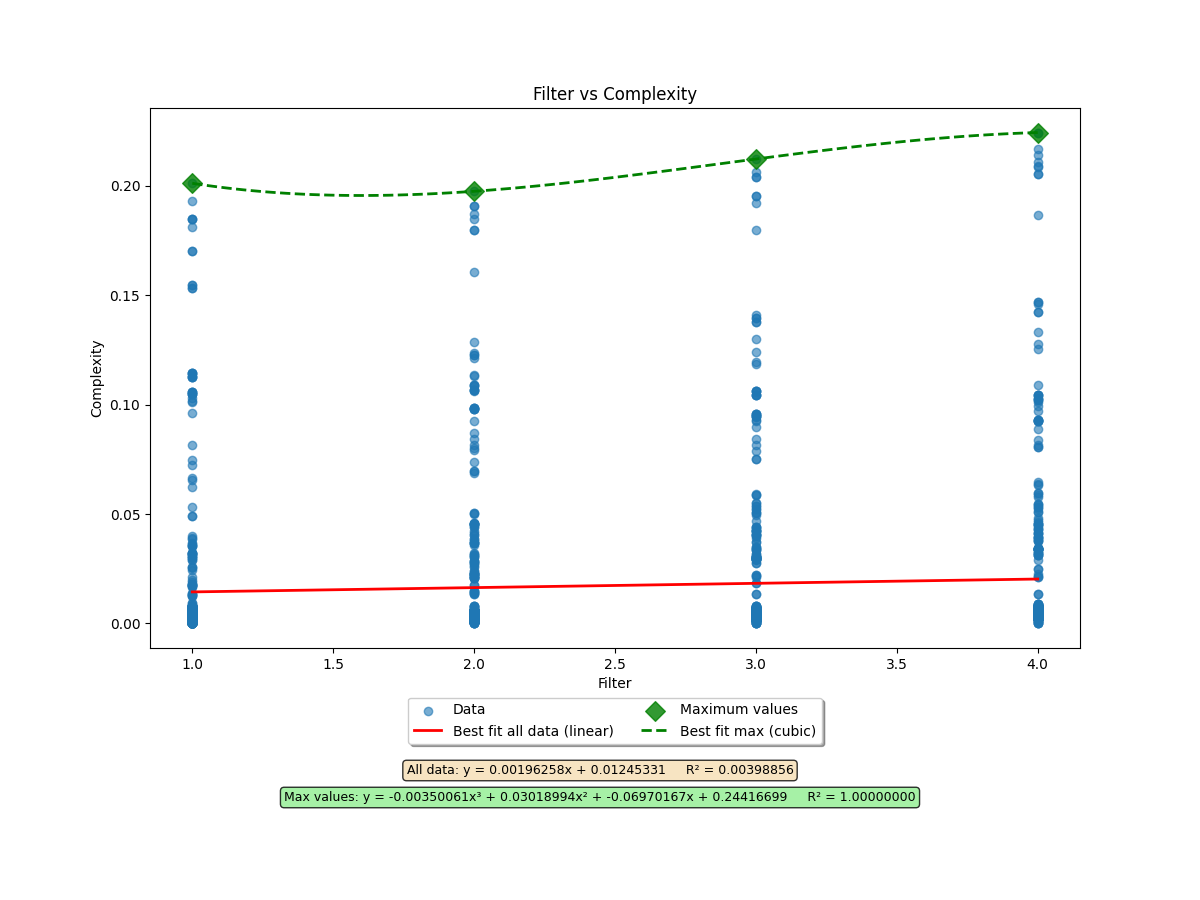 Filter vs Complexity
Complexity
0.20
0.15
0.10
0.05
0.00
1.0 1.5 2.0 2.5 3.0 3.5 4.0
Filter
Data Maximum values
Best fit all data (linear) Best fit max (cubic)
All data: y = 0.00196258x + 0.01245331 R² = 0.00398856
Max values: y = -0.00350061x³ + 0.03018994x² + -0.06970167x + 0.24416699 R² = 1.00000000